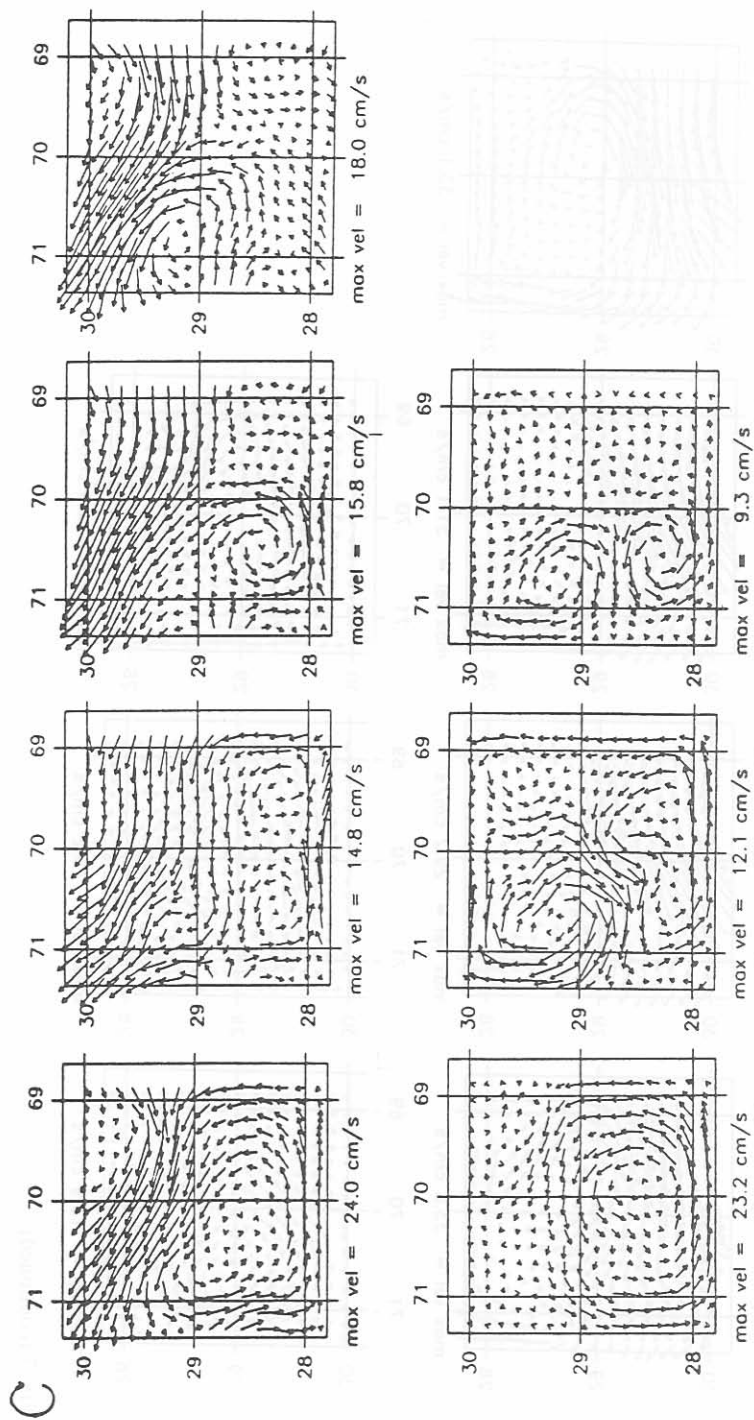 C
30 30 30 30
29 29 29 29
28 28 28 28
71 70 69 71 70 69 71 70 69 71 70 69
max vel = 24.0 cm/s max vel = 14.8 cm/s max vel = 15.8 cm/s max vel = 18.0 cm/s
30 30 30
29 29 29
28 28 28
71 70 69 71 70 69 71 70 69
max vel = 23.2 cm/s max vel = 12.1 cm/s max vel = 9.3 cm/s